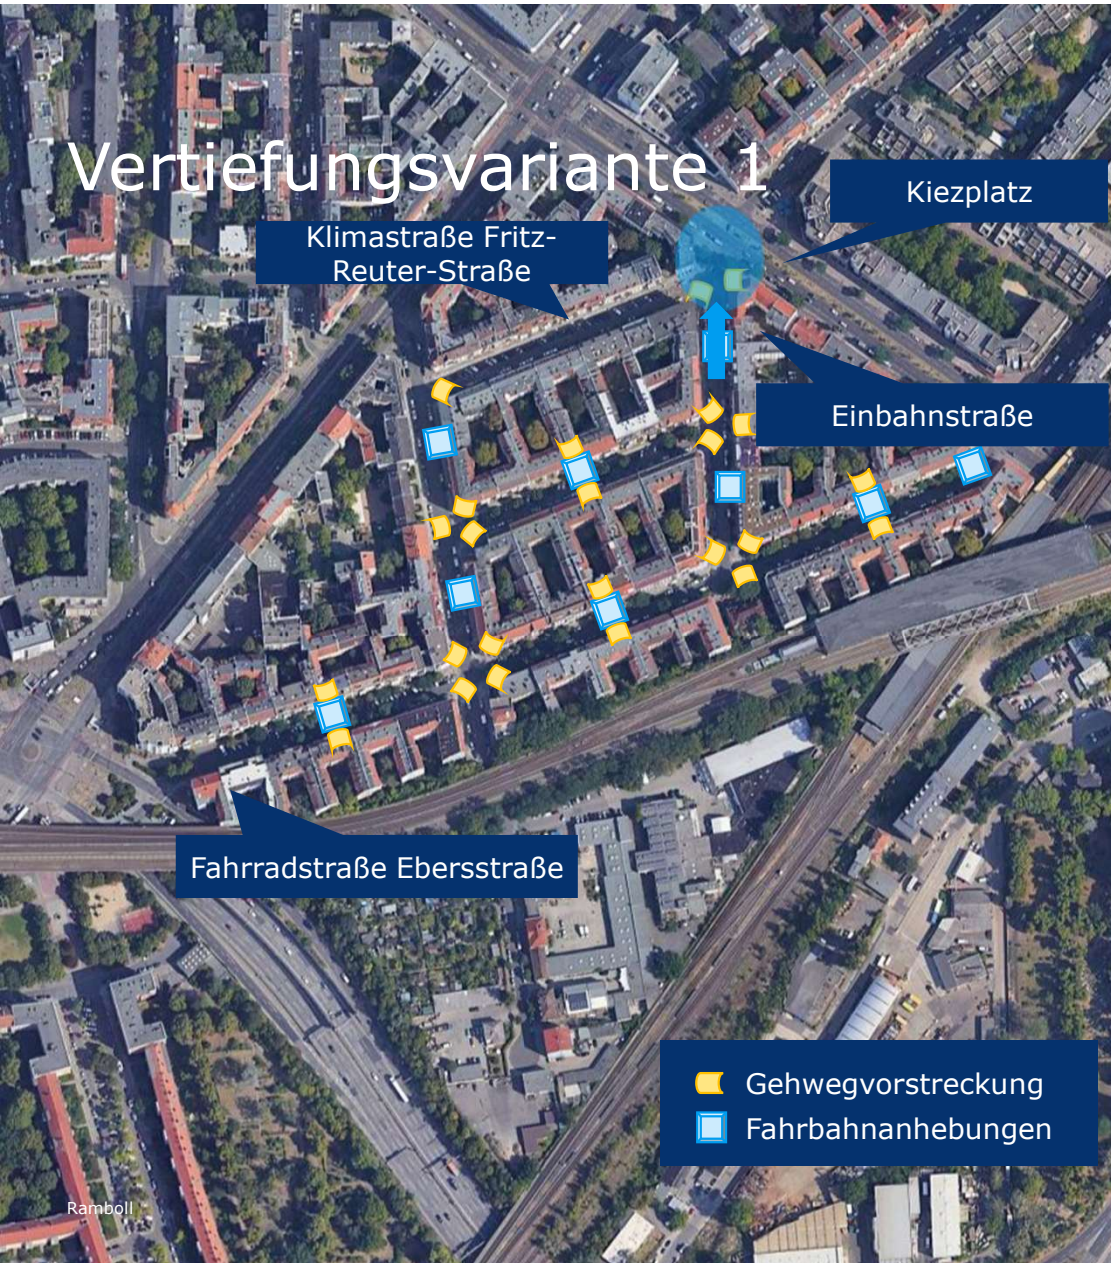 Vertiefungsvariante 1
Kiezplatz
Klimastraße Fritz-
Reuter-Straße
Einbahnstraße
Fahrradstraße Ebersstraße
Gehwegvorstreckung
Fahrbahnanhebungen
Ramboll